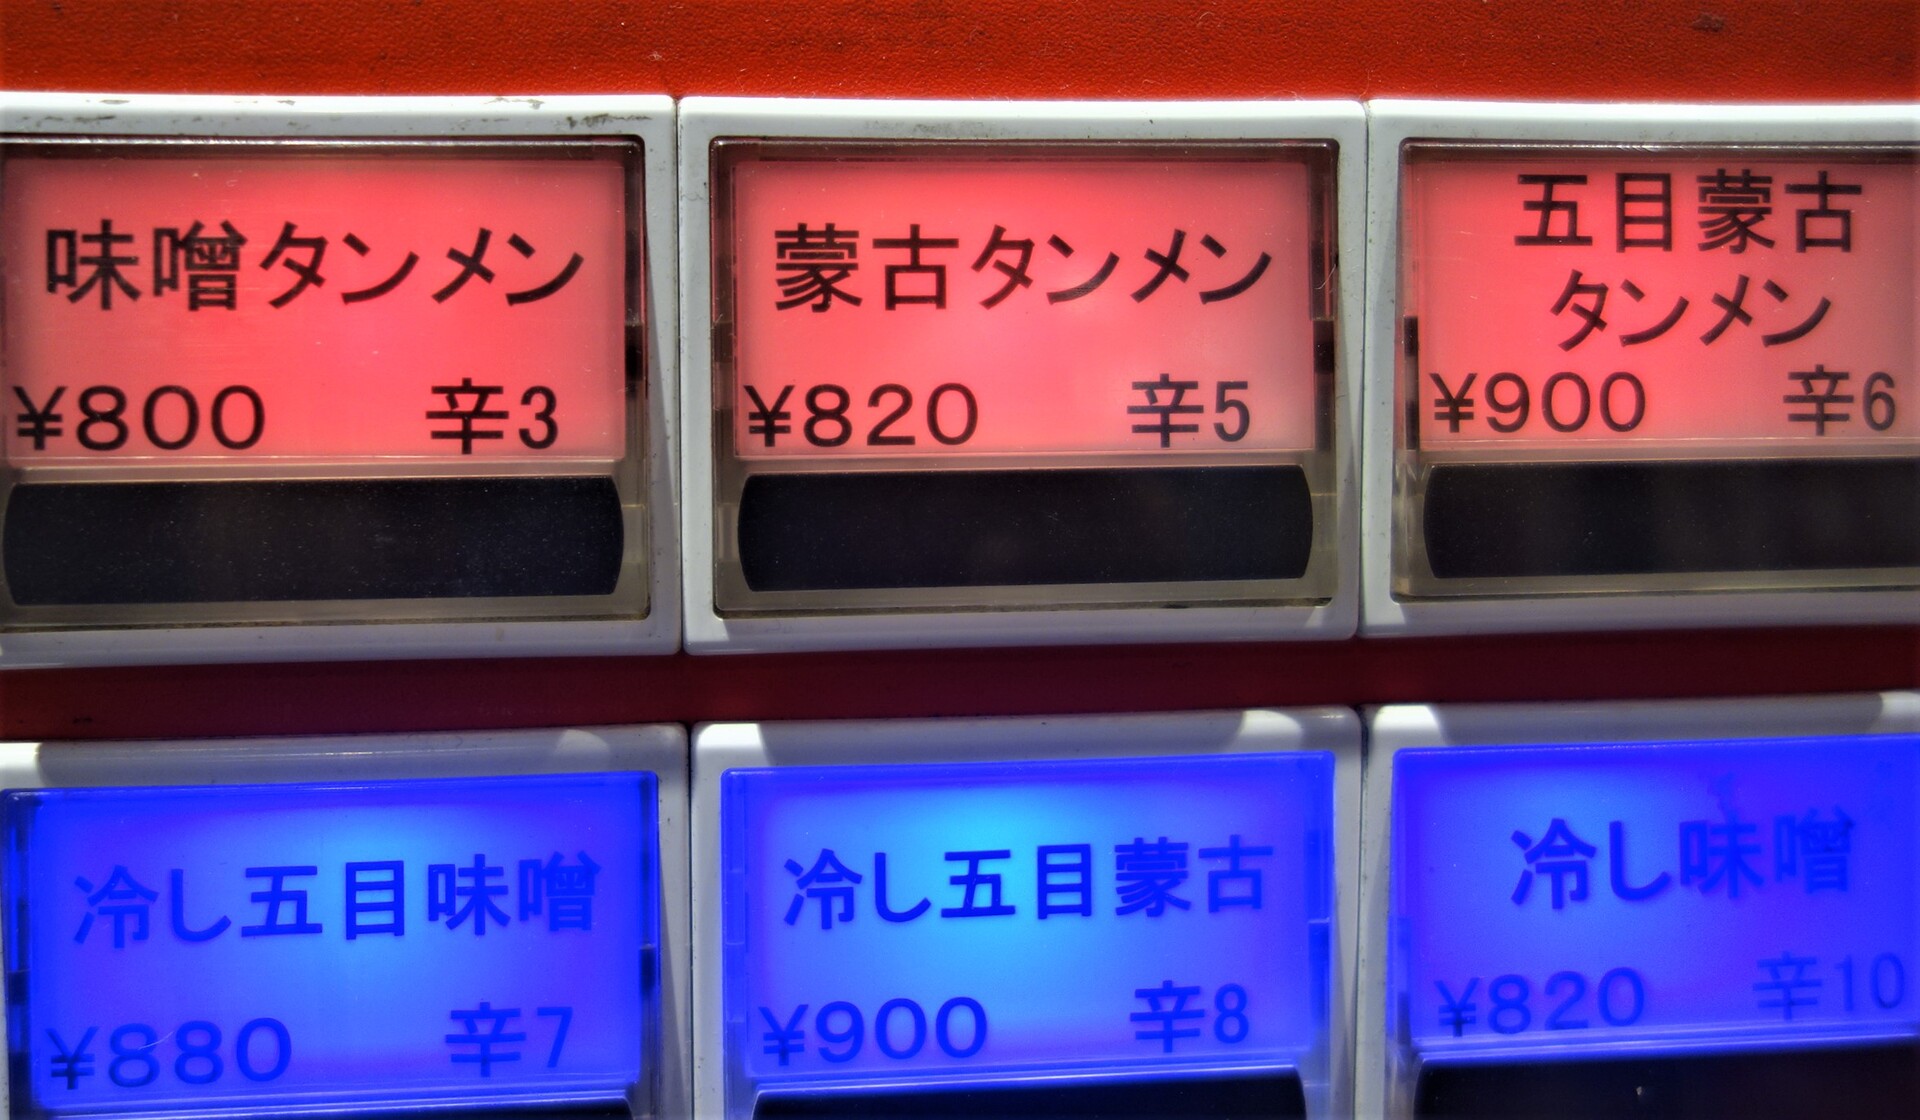 味噌タンメン
¥800 辛3
蒙古タンメン
¥820 辛5
五目蒙古
タンメン
¥900 辛6
冷し五目味噌
¥880 辛7
冷し五目蒙古
¥900 辛8
冷し味噌
¥820 辛10